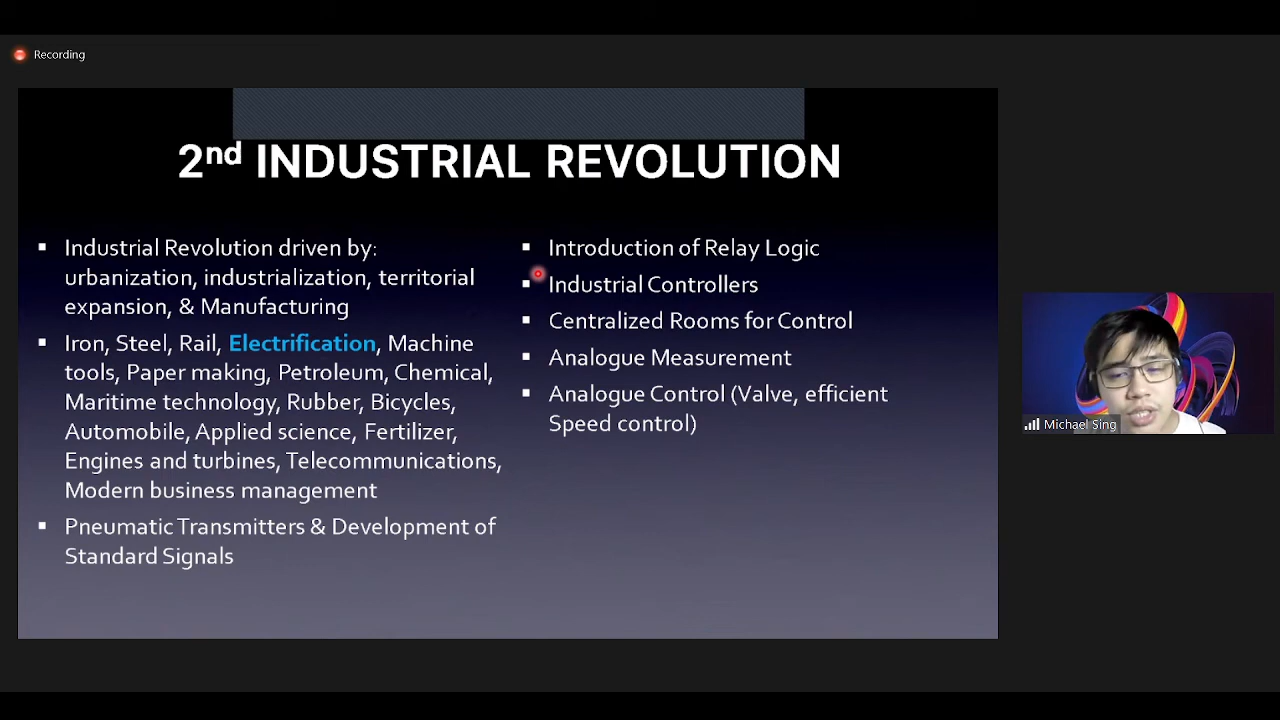 Recording
2nd INDUSTRIAL REVOLUTION
Industrial Revolution driven by:
urbanization, industrialization, territorial
expansion, & Manufacturing
Iron, Steel, Rail, Electrification, Machine
tools, Paper making, Petroleum, Chemical,
Maritime technology, Rubber, Bicycles,
Automobile, Applied science, Fertilizer,
Engines and turbines, Telecommunications,
Modern business management
Pneumatic Transmitters & Development of
Standard Signals
Introduction of Relay Logic
Industrial Controllers
Centralized Rooms for Control
Analogue Measurement
Analogue Control (Valve, efficient
Speed control)
Michael Sing